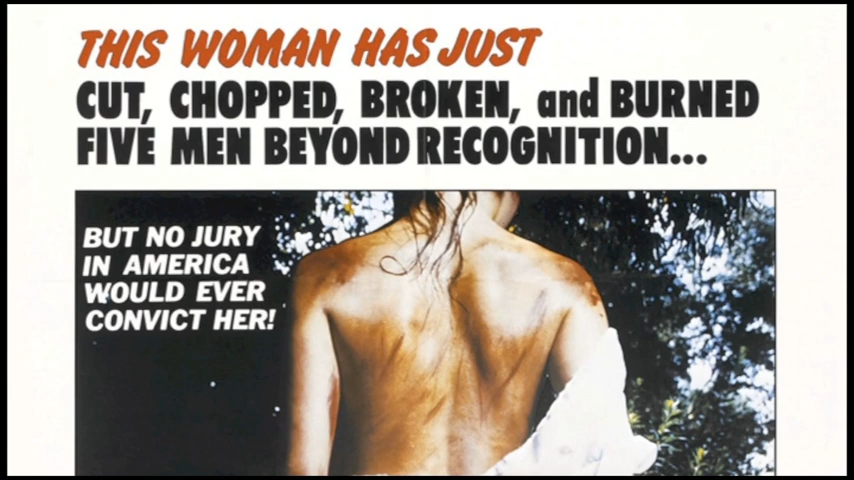 THIS WOMAN HAS JUST
CUT, CHOPPED, BROKEN, and BURNED
FIVE MEN BEYOND RECOGNITION...
BUT NO JURY
IN AMERICA
WOULD EVER
CONVICT HER!